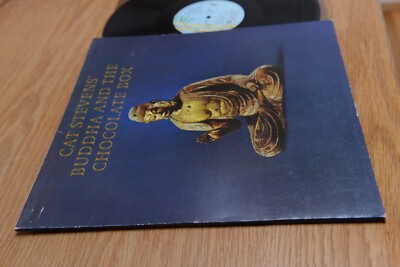 CAT STEVENS'
BUDDHA AND THE
CHOCOLATE BOX